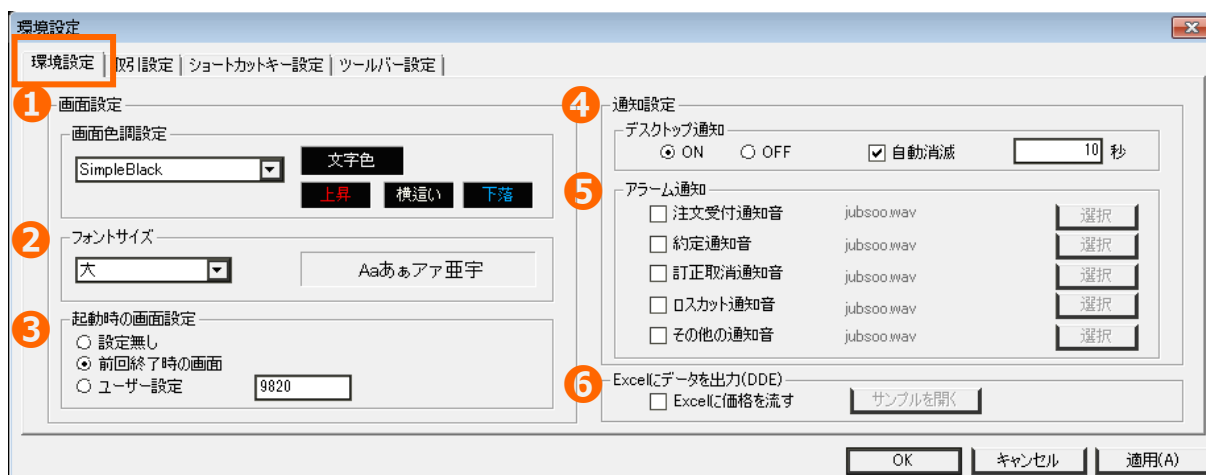 環境設定
環境設定 取引設定 ショートカットキー設定 ツールバー設定
1 画面設定
画面色調設定
SimpleBlack
文字色
上昇 横這い 下落
2 フォントサイズ
大
Aaあぁアァ亜宇
3 起動時の画面設定
設定無し
前回終了時の画面
ユーザー設定 9820
4 通知設定
デスクトップ通知
ON OFF 自動消滅 10 秒
5 アラーム通知
注文受付通知音 jubsoo.wav 選択
約定通知音 jubsoo.wav 選択
訂正取消通知音 jubsoo.wav 選択
ロスカット通知音 jubsoo.wav 選択
その他の通知音 jubsoo.wav 選択
6 Excelにデータを出力(DDE)
Excelに価格を流す サンプルを開く
OK キャンセル 適用(A)